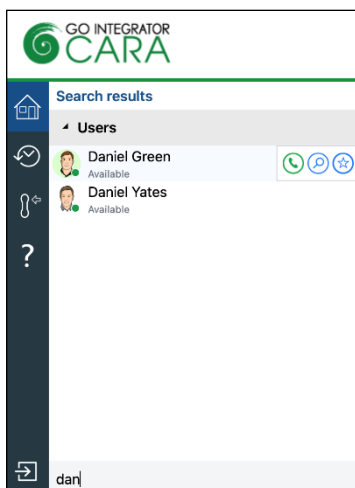 GO INTEGRATOR
CARA
Search results
Users
Daniel Green
Available
Daniel Yates
Available
?
dan